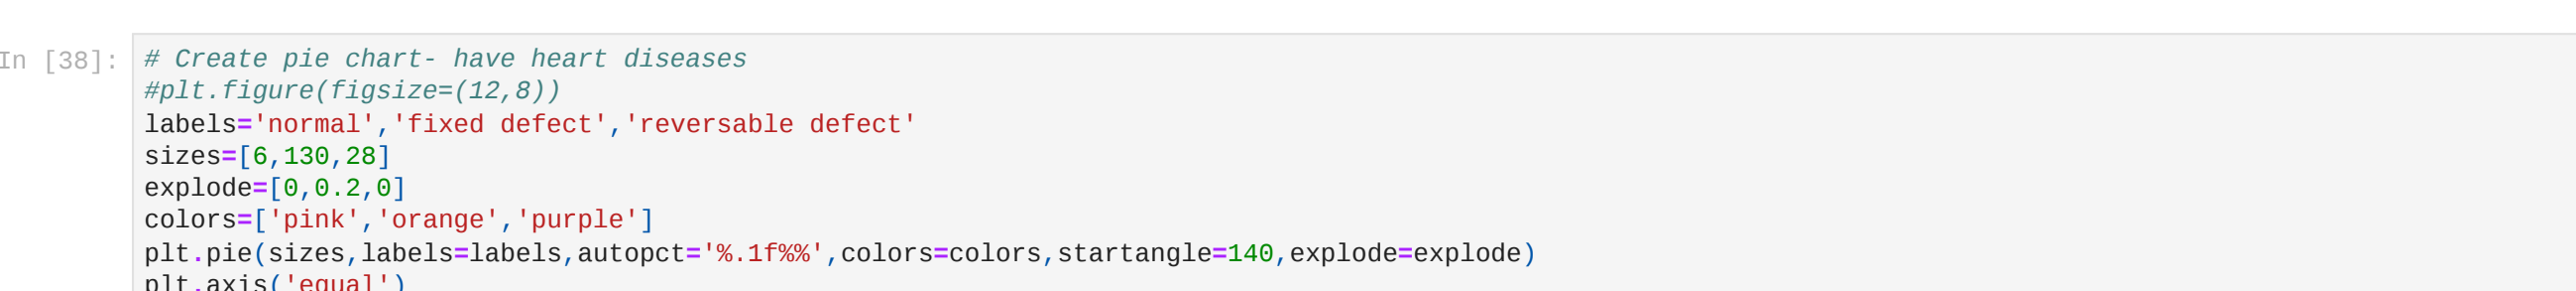 In [38]:
# Create pie chart- have heart diseases
#plt.figure(figsize=(12,8))
labels='normal','fixed defect','reversable defect'
sizes=[6,130,28]
explode=[0,0.2,0]
colors=['pink','orange','purple']
plt.pie(sizes,labels=labels,autopct='%.1f%%',colors=colors,startangle=140,explode=explode)
plt.axis('equal')